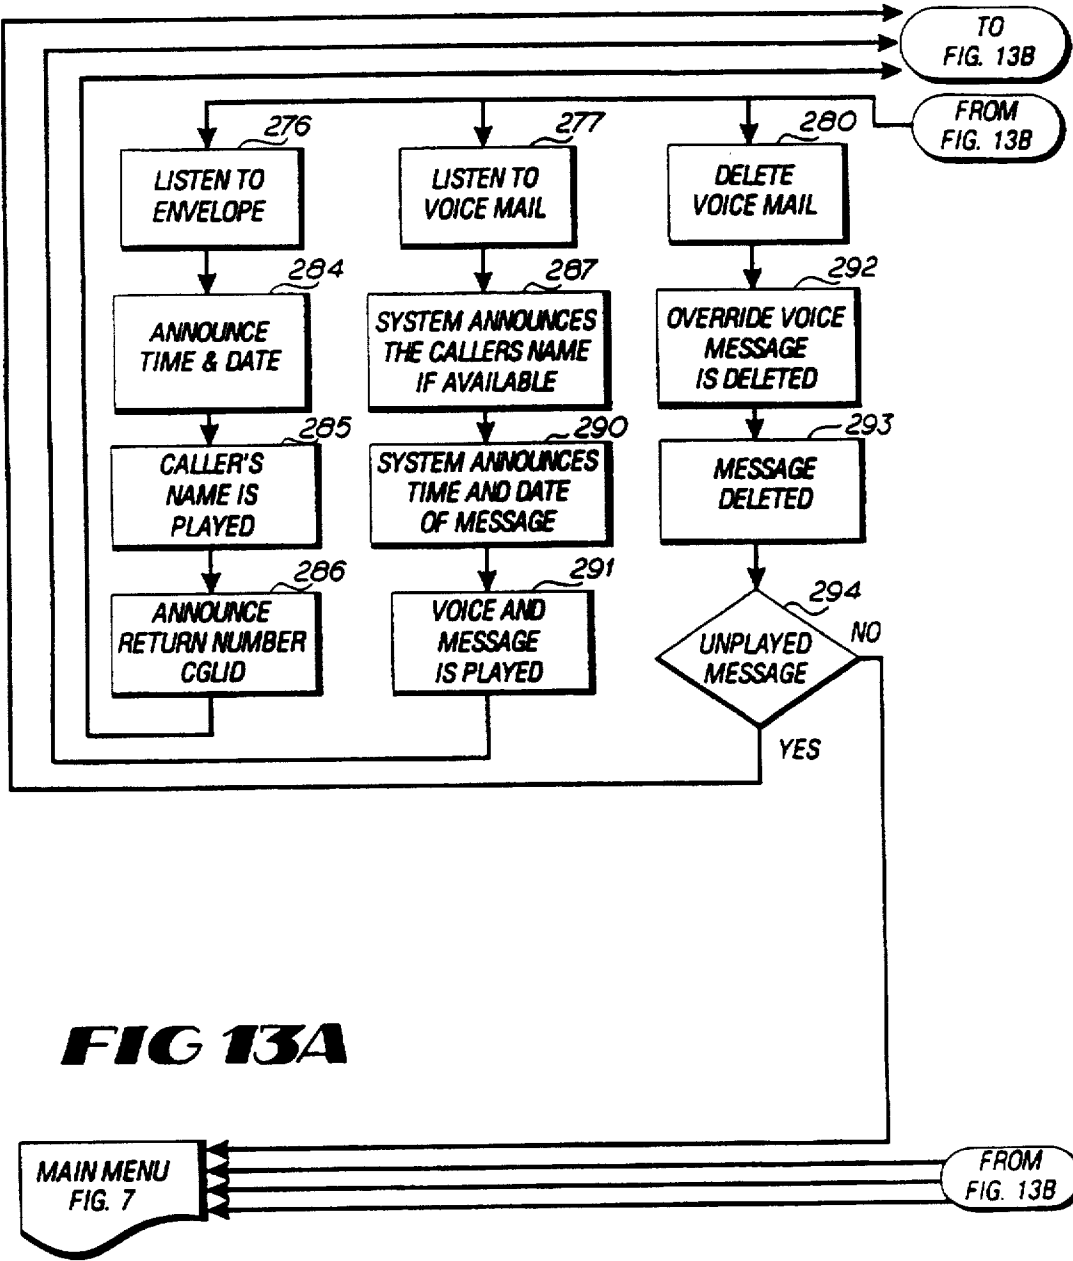 TO
FIG. 13B
FROM
FIG. 13B
276
277
280
LISTEN TO
ENVELOPE
LISTEN TO
VOICE MAIL
DELETE
VOICE MAIL
284
287
292
ANNOUNCE
TIME & DATE
SYSTEM ANNOUNCES
THE CALLERS NAME
IF AVAILABLE
OVERRIDE VOICE
MESSAGE
IS DELETED
285
290
293
CALLER'S
NAME IS
PLAYED
SYSTEM ANNOUNCES
TIME AND DATE
OF MESSAGE
MESSAGE
DELETED
286
291
294
ANNOUNCE
RETURN NUMBER
CGLID
VOICE AND
MESSAGE
IS PLAYED
UNPLAYED
MESSAGE
NO
YES
FIG 13A
MAIN MENU
FIG. 7
FROM
FIG. 13B